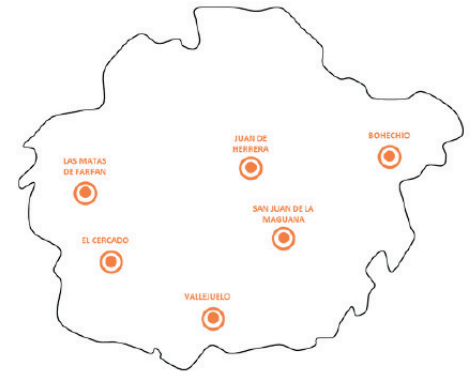 JUAN DE
HERRERA
BOHECHIO
LAS MATAS
DE FARFAN
SAN JUAN DE LA
MAGUANA
EL CERCADO
VALLEJUELO